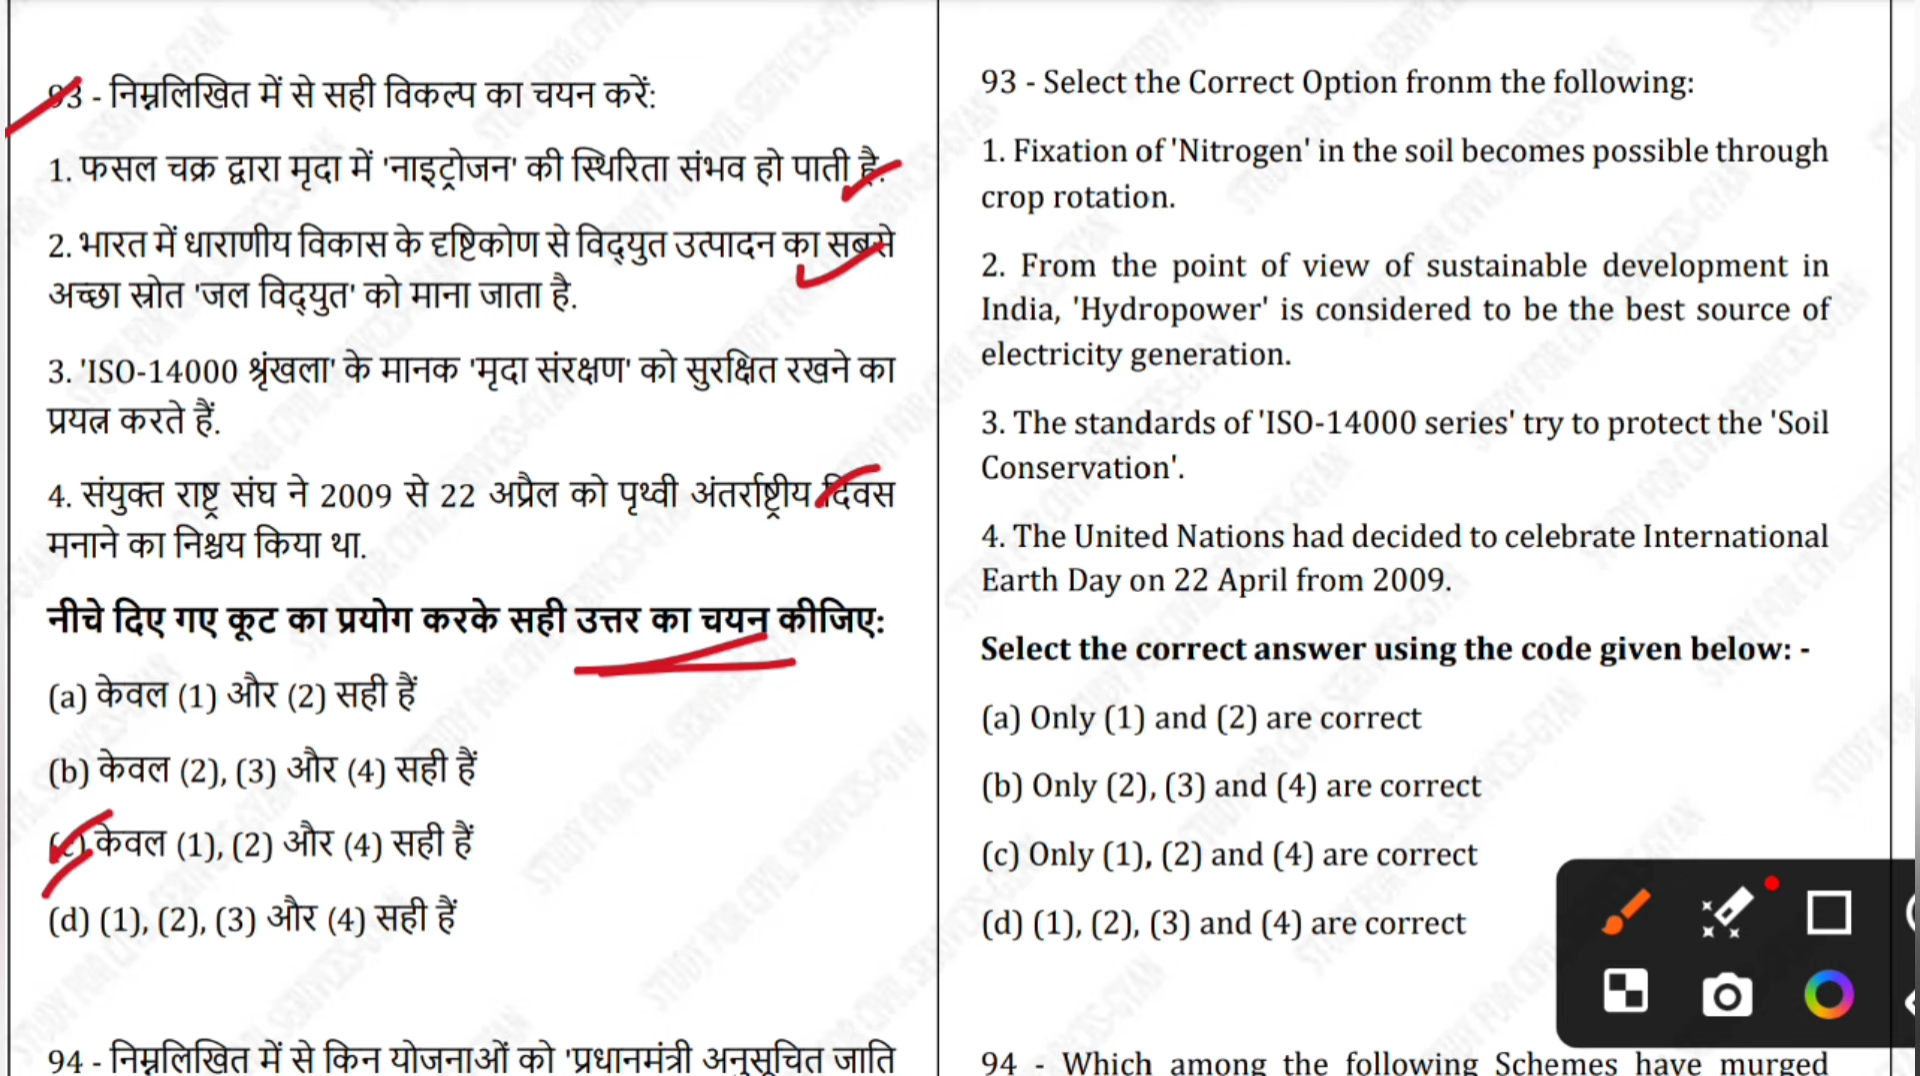 93 - निम्नलिखित में से सही विकल्प का चयन करें:
1. फसल चक्र द्वारा मृदा में 'नाइट्रोजन' की स्थिरिता संभव हो पाती है.
2. भारत में धाराणीय विकास के दृष्टिकोण से विद्युत उत्पादन का सबसे
अच्छा स्रोत 'जल विद्युत' को माना जाता है.
3. 'ISO-14000 श्रृंखला' के मानक 'मृदा संरक्षण' को सुरक्षित रखने का
प्रयत्न करते हैं.
4. संयुक्त राष्ट्र संघ ने 2009 से 22 अप्रैल को पृथ्वी अंतर्राष्ट्रीय दिवस
मनाने का निश्चय किया था.
नीचे दिए गए कूट का प्रयोग करके सही उत्तर का चयन कीजिए:
(a) केवल (1) और (2) सही हैं
(b) केवल (2), (3) और (4) सही हैं
(c) केवल (1), (2) और (4) सही हैं
(d) (1), (2), (3) और (4) सही हैं
94 - निम्नलिखित में से किन योजनाओं को 'प्रधानमंत्री अनुसूचित जाति
93 - Select the Correct Option fronm the following:
1. Fixation of 'Nitrogen' in the soil becomes possible through
crop rotation.
2. From the point of view of sustainable development in
India, 'Hydropower' is considered to be the best source of
electricity generation.
3. The standards of 'ISO-14000 series' try to protect the 'Soil
Conservation'.
4. The United Nations had decided to celebrate International
Earth Day on 22 April from 2009.
Select the correct answer using the code given below: -
(a) Only (1) and (2) are correct
(b) Only (2), (3) and (4) are correct
(c) Only (1), (2) and (4) are correct
(d) (1), (2), (3) and (4) are correct
94 - Which among the following Schemes have murged
STUDY FOR CIVIL SERVICES-GYAN